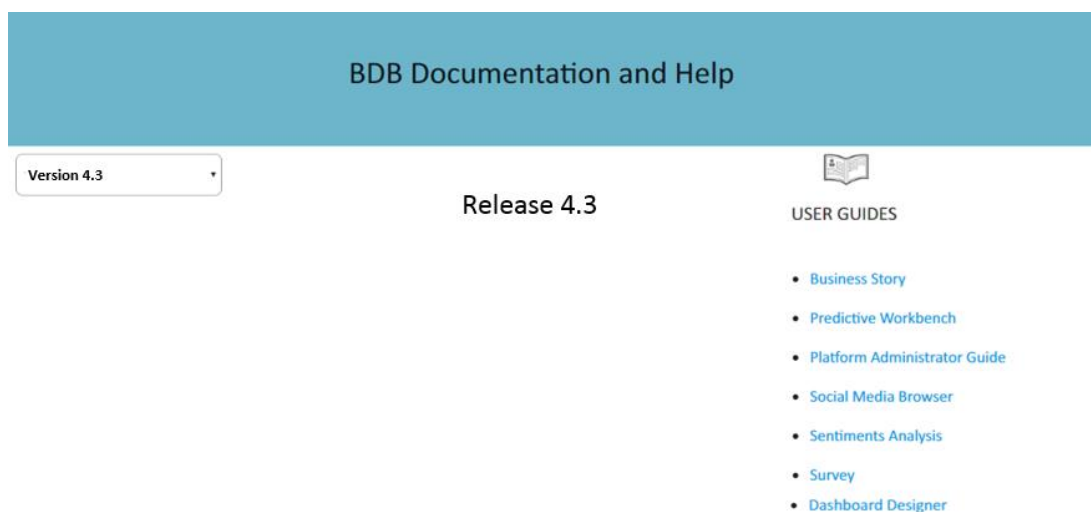 BDB Documentation and Help
Version 4.3
Release 4.3
USER GUIDES
• Business Story
• Predictive Workbench
• Platform Administrator Guide
• Social Media Browser
• Sentiments Analysis
• Survey
• Dashboard Designer